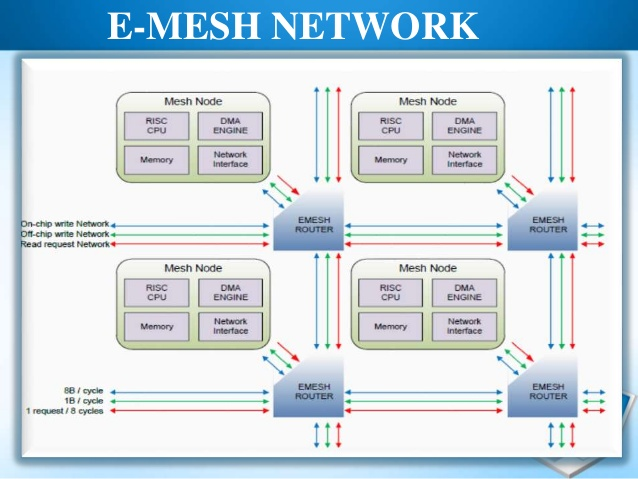 E-MESH NETWORK
Mesh Node
RISC
CPU
DMA
ENGINE
Memory
Network
Interface
Mesh Node
RISC
CPU
DMA
ENGINE
Memory
Network
Interface
EMESH
ROUTER
EMESH
ROUTER
On-chip write Network
Off-chip write Network
Read request Network
Mesh Node
RISC
CPU
DMA
ENGINE
Memory
Network
Interface
Mesh Node
RISC
CPU
DMA
ENGINE
Memory
Network
Interface
EMESH
ROUTER
EMESH
ROUTER
8B / cycle
1B / cycle
1 request / 8 cycles